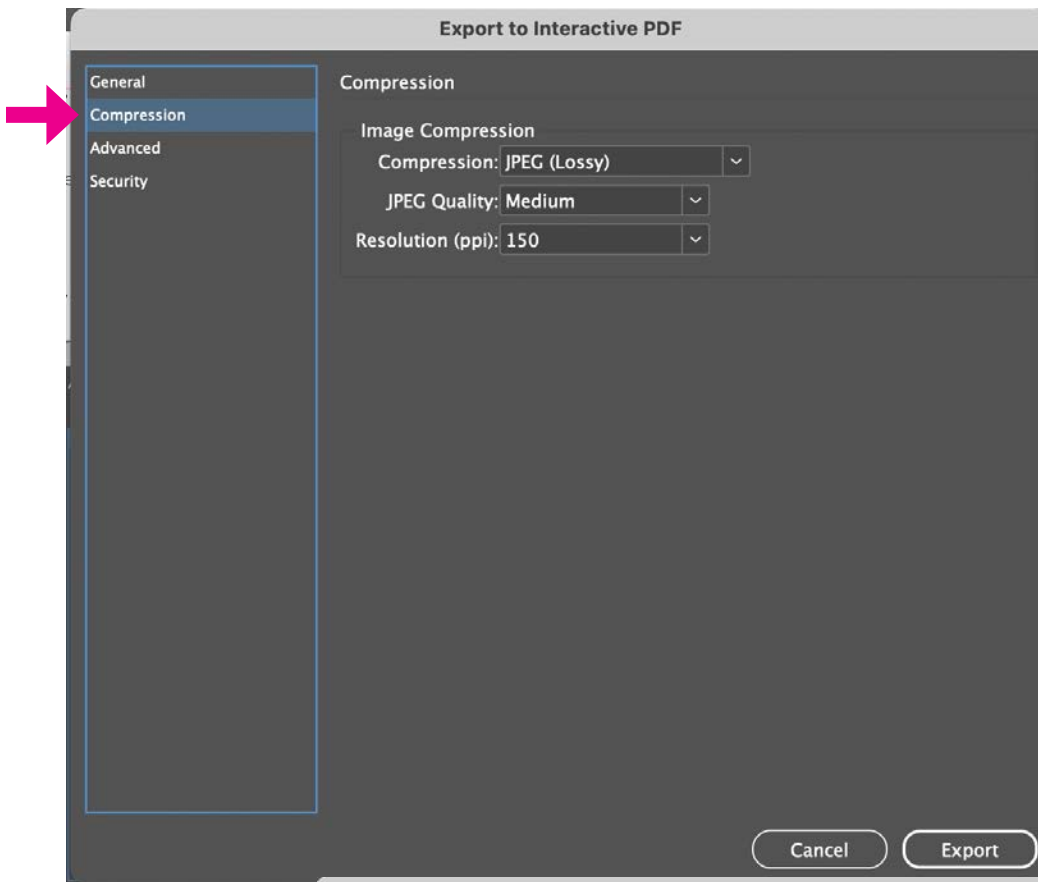 Export to Interactive PDF
General
Compression
Advanced
Security
Compression
Image Compression
Compression: JPEG (Lossy)
JPEG Quality: Medium
Resolution (ppi): 150
Cancel
Export